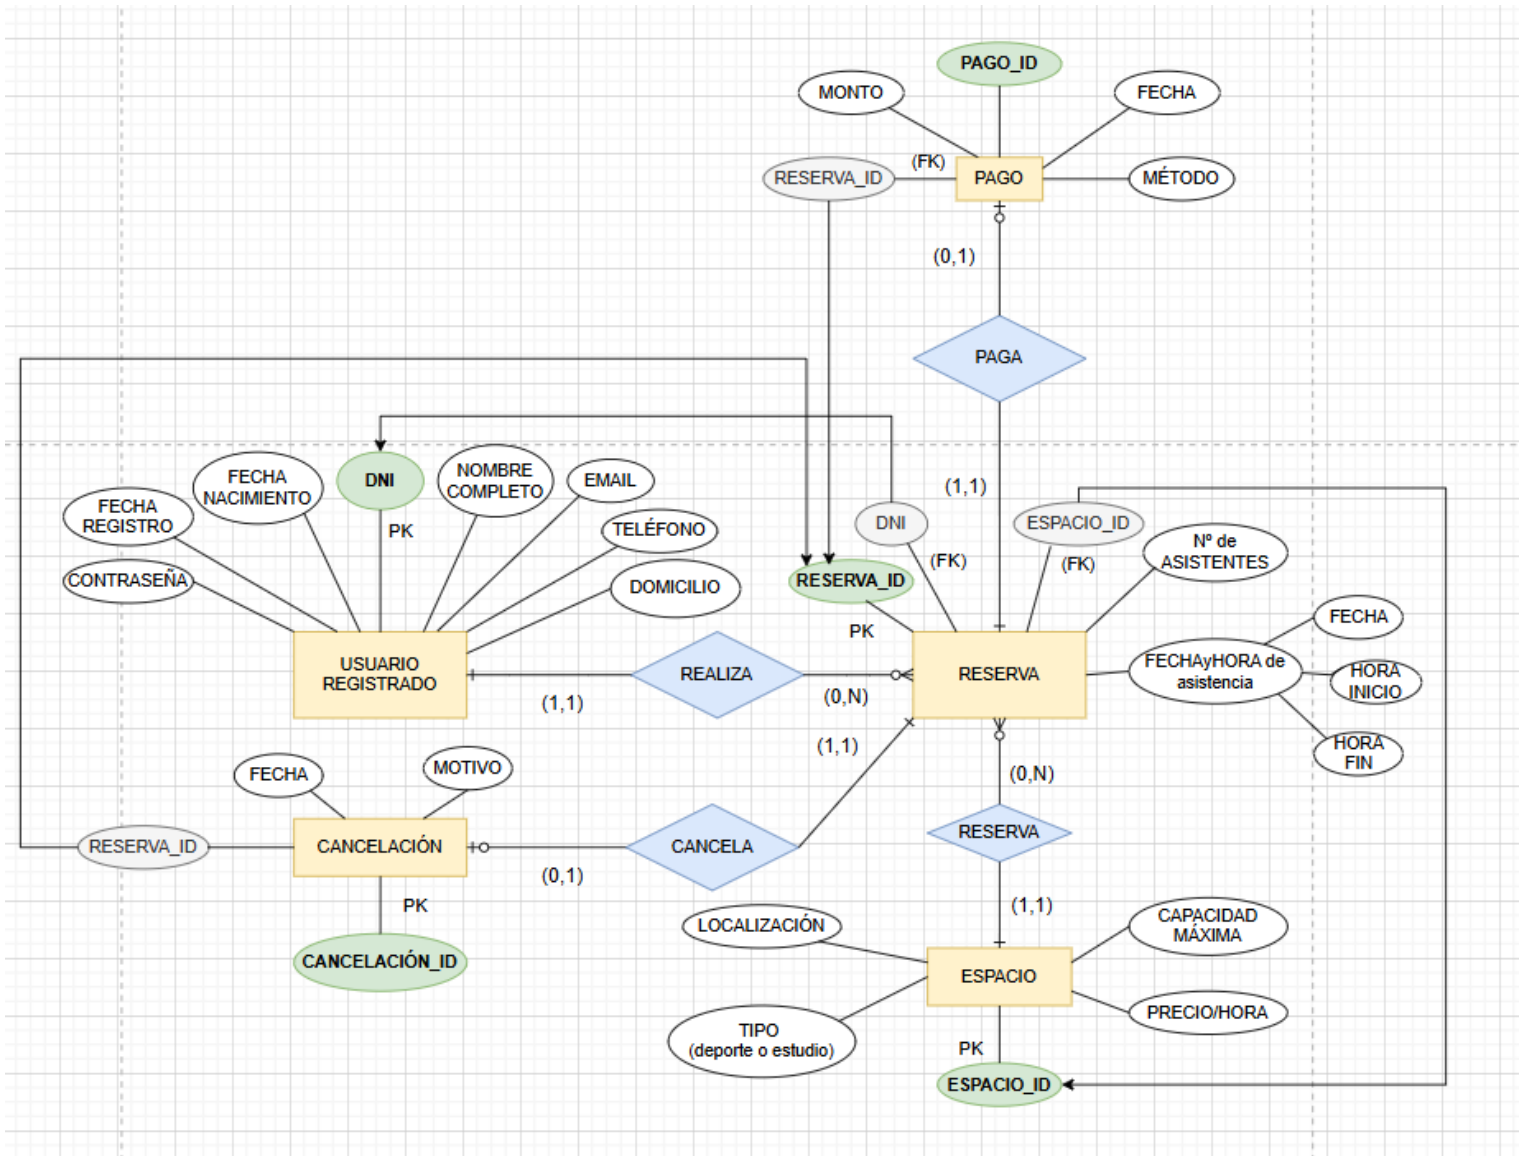 PAGO_ID
MONTO
FECHA
(FK)
RESERVA_ID
PAGO
MÉTODO
(0,1)
PAGA
FECHA
NACIMIENTO
DNI
NOMBRE
COMPLETO
EMAIL
(1,1)
FECHA
REGISTRO
PK
TELÉFONO
DNI
ESPACIO_ID
Nº de
ASISTENTES
CONTRASEÑA
DOMICILIO
RESERVA_ID
(FK)
(FK)
PK
FECHA
USUARIO
REGISTRADO
REALIZA
RESERVA
FECHAyHORA de
asistencia
HORA
INICIO
(1,1)
(0,N)
(1,1)
HORA
FIN
FECHA
MOTIVO
(0,N)
RESERVA_ID
CANCELACIÓN
CANCELA
RESERVA
(0,1)
PK
(1,1)
LOCALIZACIÓN
CAPACIDAD
MÁXIMA
CANCELACIÓN_ID
ESPACIO
PRECIO/HORA
TIPO
(deporte o estudio)
PK
ESPACIO_ID